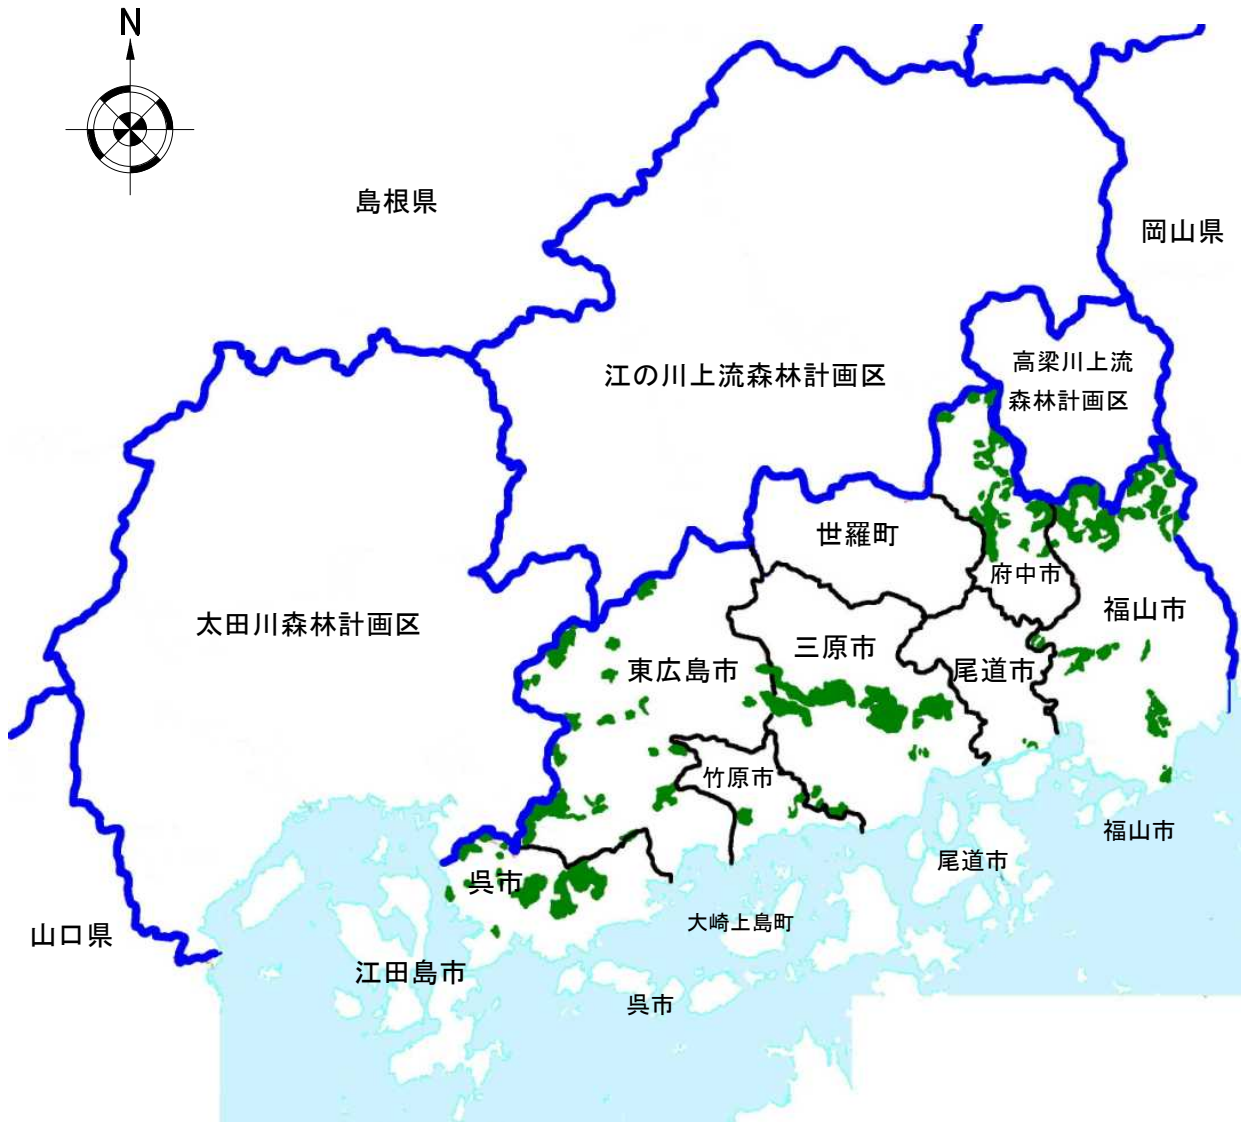 N
島根県
岡山県
高梁川上流
森林計画区
江の川上流森林計画区
世羅町
府中市
福山市
太田川森林計画区
三原市
東広島市
尾道市
竹原市
福山市
尾道市
呉市
大崎上島町
山口県
江田島市
呉市